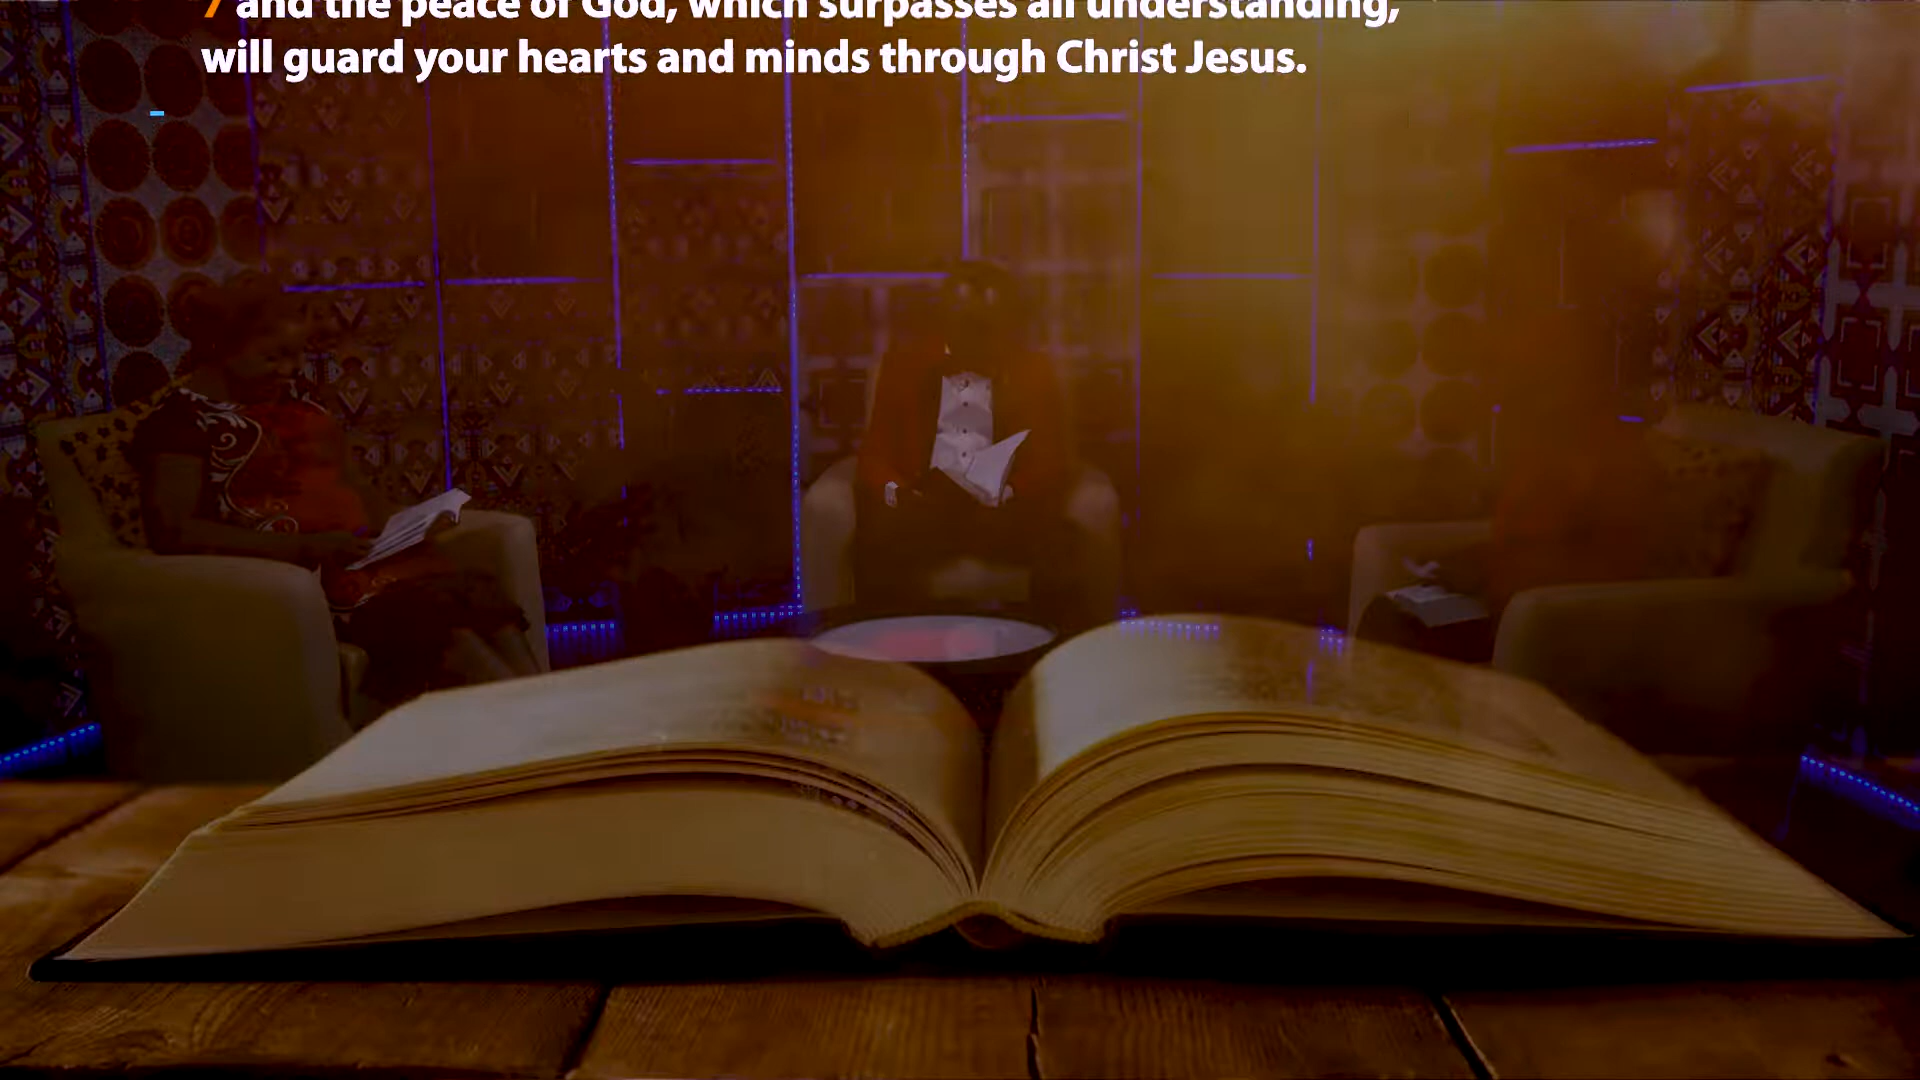 7 and the peace of God, which surpasses all understanding,
will guard your hearts and minds through Christ Jesus.